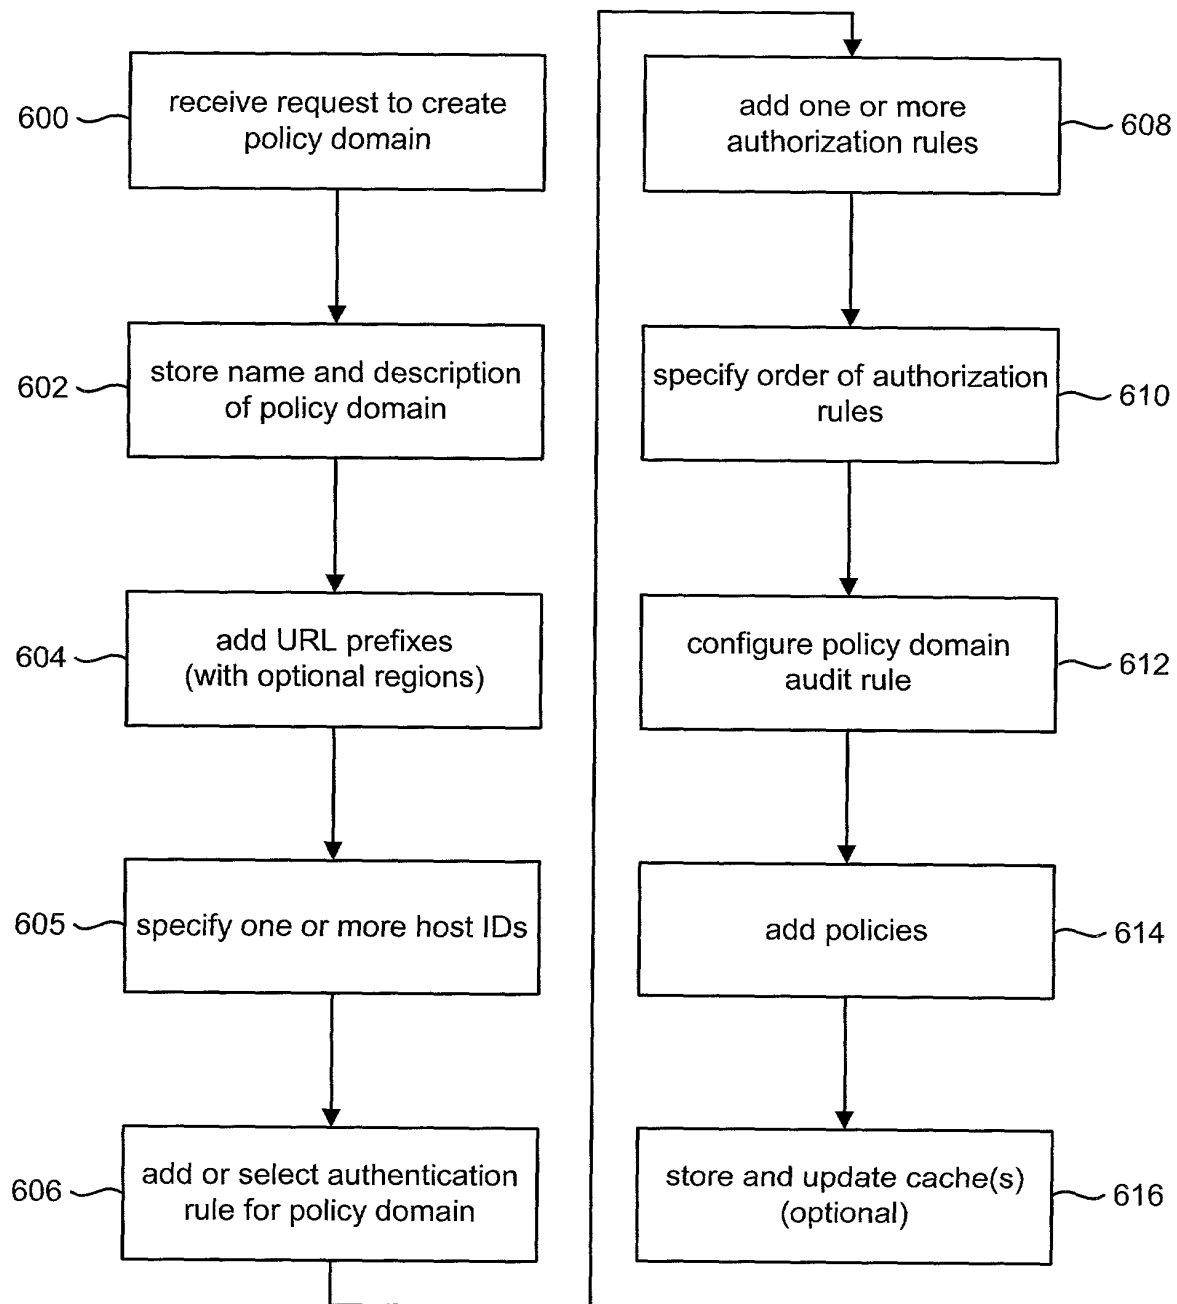 600
receive request to create
policy domain
602
store name and description
of policy domain
604
add URL prefixes
(with optional regions)
605
specify one or more host IDs
606
add or select authentication
rule for policy domain
add one or more
authorization rules
608
specify order of authorization
rules
610
configure policy domain
audit rule
612
add policies
614
store and update cache(s)
(optional)
616